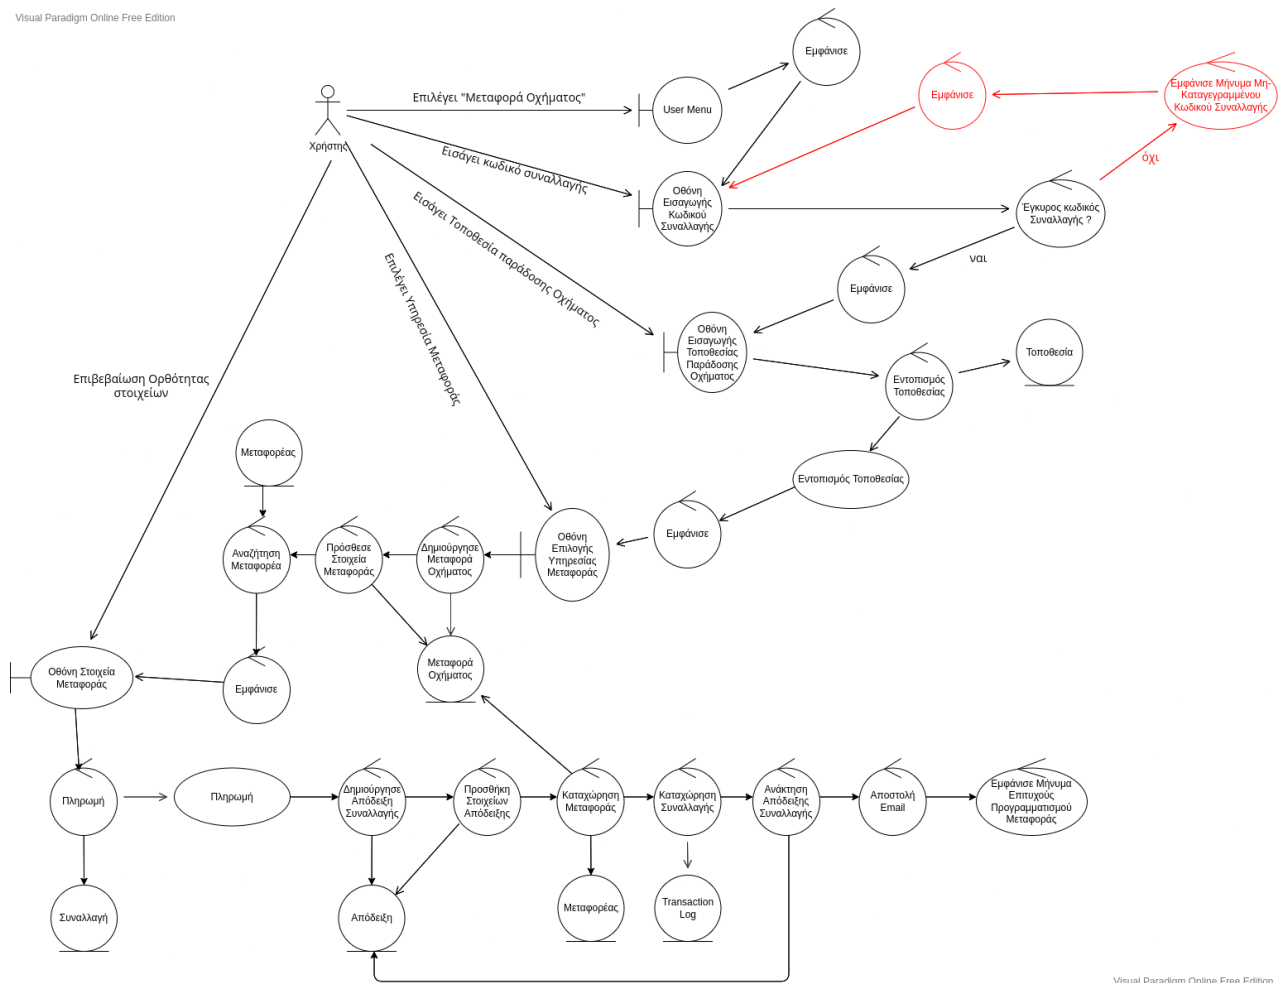 Visual Paradigm Online Free Edition
Εμφάνισε
Επιλέγει "Μεταφορά Οχήματος"
User Menu
Εμφάνισε
Εμφάνισε Μήνυμα Μη-
Καταγεγραμμένου
Κωδικού Συναλλαγής
Χρήστης
Εισάγει κωδικό συναλλαγής
όχι
Οθόνη
Εισαγωγής
Κωδικού
Συναλλαγής
Έγκυρος κωδικός
Συναλλαγής ?
Εισάγει Τοποθεσία παράδοσης Οχήματος
ναι
Εμφάνισε
Επιλέγει Υπηρεσία Μεταφοράς
Οθόνη
Εισαγωγής
Τοποθεσίας
Παράδοσης
Οχήματος
Τοποθεσία
Εντοπισμός
Τοποθεσίας
Επιβεβαίωση Ορθότητας
στοιχείων
Μεταφορέας
Εντοπισμός Τοποθεσίας
Εμφάνισε
Αναζήτηση
Μεταφορέα
Πρόσθεσε
Στοιχεία
Μεταφοράς
Δημιούργησε
Μεταφορά
Οχήματος
Οθόνη
Επιλογής
Υπηρεσίας
Μεταφοράς
Οθόνη Στοιχεία
Μεταφοράς
Εμφάνισε
Μεταφορά
Οχήματος
Πληρωμή
Πληρωμή
Δημιούργησε
Απόδειξη
Συναλλαγής
Προσθήκη
Στοιχείων
Απόδειξης
Καταχώρηση
Μεταφοράς
Καταχώρηση
Συναλλαγής
Ανάκτηση
Απόδειξης
Συναλλαγής
Αποστολή
Email
Εμφάνισε Μήνυμα
Επιτυχούς
Προγραμματισμού
Μεταφοράς
Συναλλαγή
Απόδειξη
Μεταφορέας
Transaction
Log
Visual Paradigm Online Free Edition